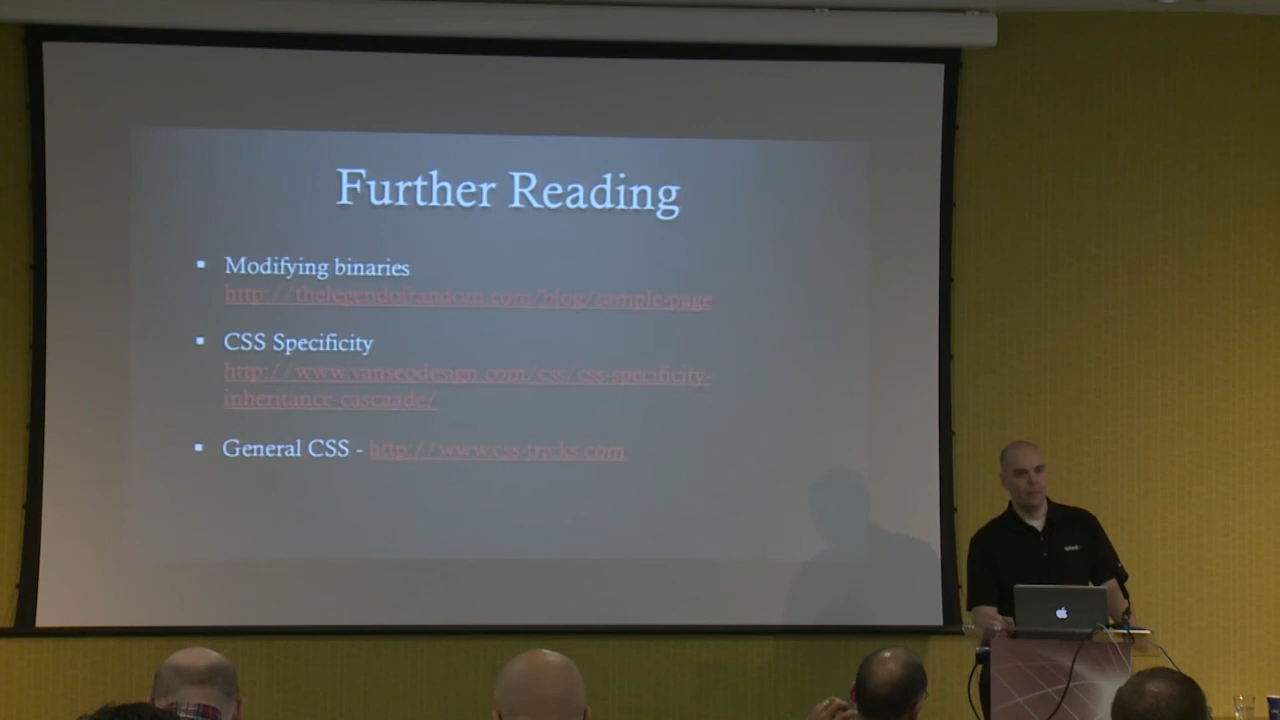 Further Reading
▪ Modifying binaries
http://thelegendofrandom.com/blog/sample-page
▪ CSS Specificity
http://www.vanseodesign.com/css/css-specificity-
inheritance-cascaade/
▪ General CSS - http://www.css-tricks.com